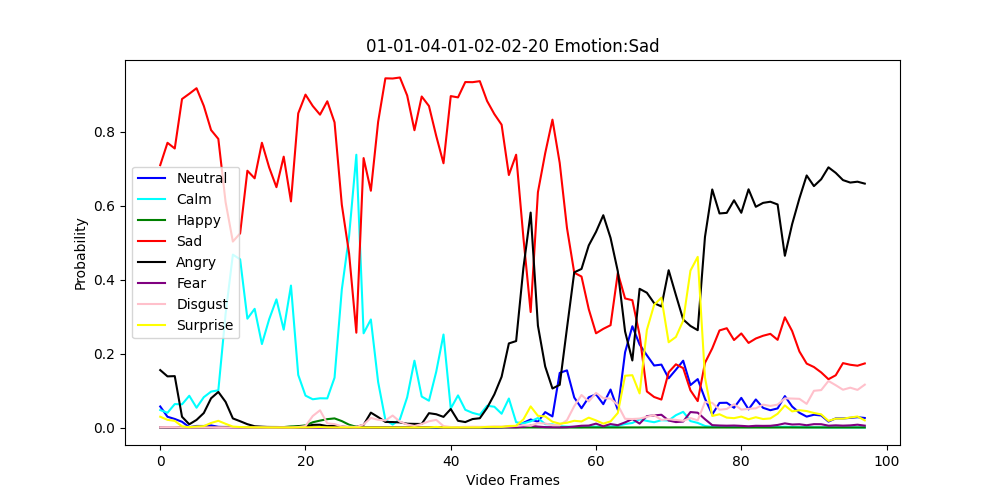 01-01-04-01-02-02-20 Emotion:Sad
Probability
0.8
0.6
0.4
0.2
0.0
Neutral
Calm
Happy
Sad
Angry
Fear
Disgust
Surprise
0 20 40 60 80 100
Video Frames